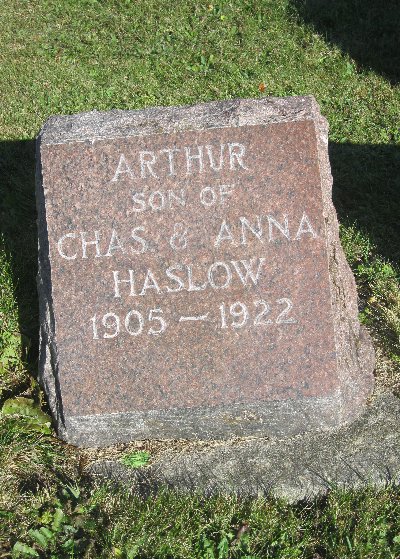 ARTHUR
SON OF
CHAS. & ANNA
HASLOW
1905 — 1922